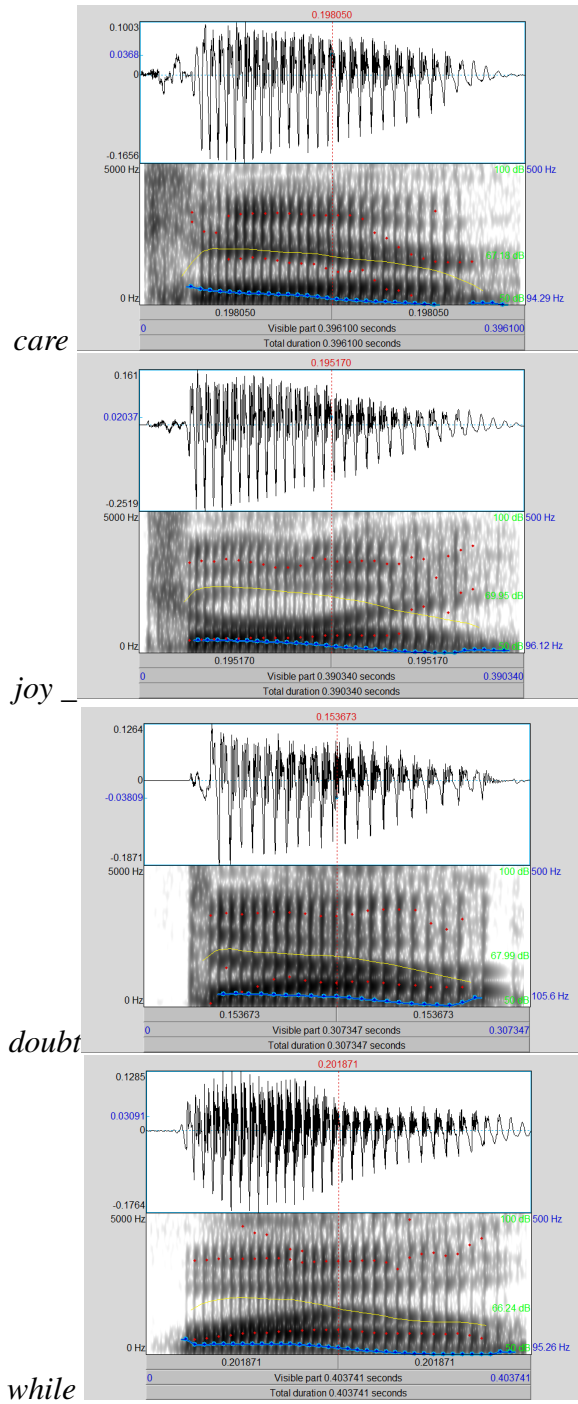 0.198050
0.1003
0.0368
0
-0.1656
5000 Hz 100 dB 500 Hz
0 Hz 94.29 Hz
0.198050 0.198050
0 Visible part 0.396100 seconds 0.396100
Total duration 0.396100 seconds
care
0.195170
0.161
0.02037
-0.2519
5000 Hz 100 dB 500 Hz
69.95 dB
0 Hz 96.12 Hz
0.195170 0.195170
0 Visible part 0.390340 seconds 0.390340
Total duration 0.390340 seconds
joy _
0.153673
0.1264
0
-0.03809
-0.1871
5000 Hz 100 dB 500 Hz
67.99 dB
0 Hz 105.6 Hz
0.153673 0.153673
0 Visible part 0.307347 seconds 0.307347
Total duration 0.307347 seconds
doubt
0.201871
0.1285
0.03091
0
-0.1764
5000 Hz 100 dB 500 Hz
66.24 dB
0 Hz 50 dB 95.26 Hz
0.201871 0.201871
0 Visible part 0.403741 seconds 0.403741
Total duration 0.403741 seconds
while